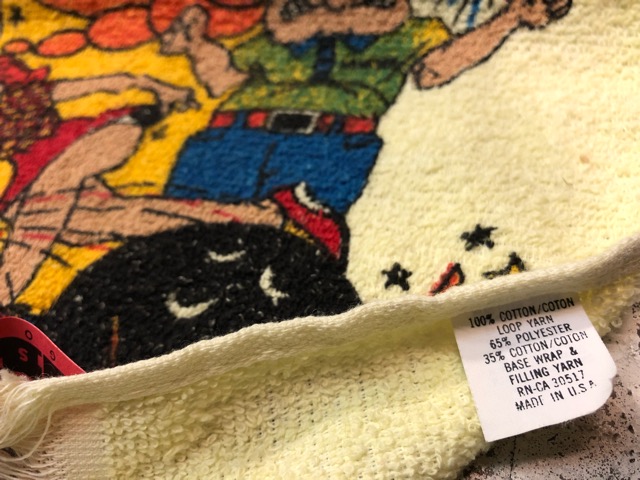 100% COTTON/COTON
LOOP YARN
65% POLYESTER
35% COTTON/COTON
BASE WRAP &
FILLING YARN
RN-CA 30517
MADE IN U.S.A.
S